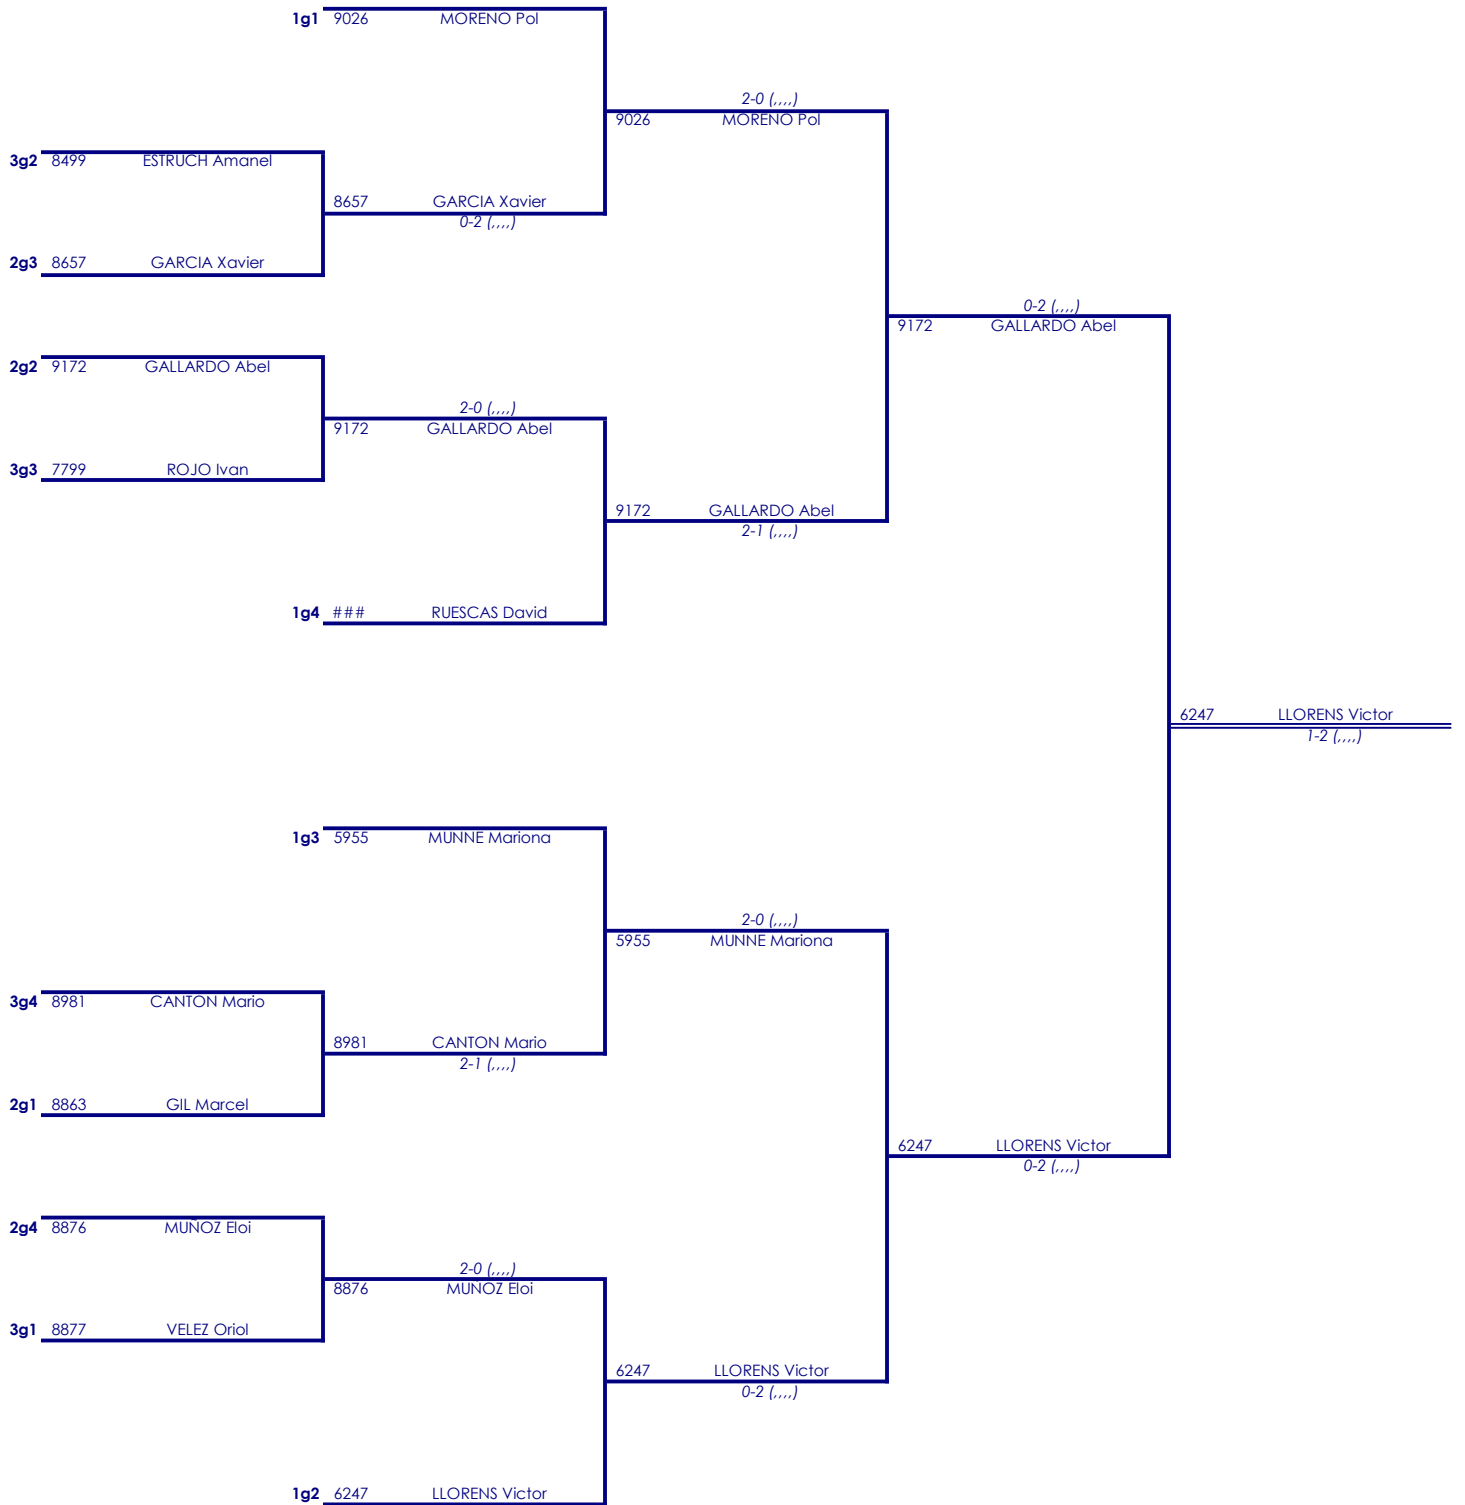 1g1 9026 MORENO Pol
2-0 (,,,,)
9026 MORENO Pol
3g2 8499 ESTRUCH Amanel
8657 GARCIA Xavier
0-2 (,,,,)
2g3 8657 GARCIA Xavier
0-2 (,,,,)
9172 GALLARDO Abel
2g2 9172 GALLARDO Abel
2-0 (,,,,)
9172 GALLARDO Abel
3g3 7799 ROJO Ivan
9172 GALLARDO Abel
2-1 (,,,,)
1g4 ### RUESCAS David
6247 LLORENS Victor
1-2 (,,,,)
1g3 5955 MUNNE Mariona
2-0 (,,,,)
5955 MUNNE Mariona
3g4 8981 CANTON Mario
8981 CANTON Mario
2-1 (,,,,)
2g1 8863 GIL Marcel
6247 LLORENS Victor
0-2 (,,,,)
2g4 8876 MUÑOZ Eloi
2-0 (,,,,)
8876 MUÑOZ Eloi
3g1 8877 VELEZ Oriol
6247 LLORENS Victor
0-2 (,,,,)
1g2 6247 LLORENS Victor